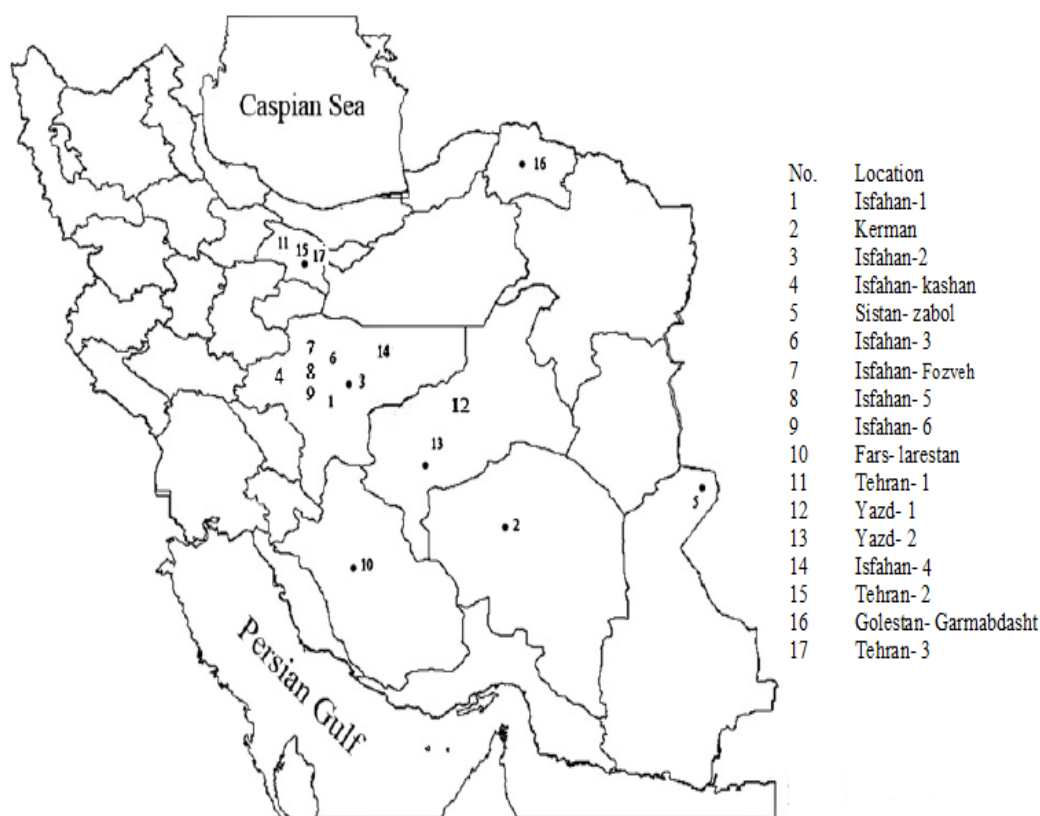 Caspian Sea
16
11
15
17
7
6
14
4
8
3
9
1
12
13
5
2
10
Persian Gulf
No. Location
1 Isfahan-1
2 Kerman
3 Isfahan-2
4 Isfahan- kashan
5 Sistan- zabol
6 Isfahan- 3
7 Isfahan- Fozveh
8 Isfahan- 5
9 Isfahan- 6
10 Fars- larestan
11 Tehran- 1
12 Yazd- 1
13 Yazd- 2
14 Isfahan- 4
15 Tehran- 2
16 Golestan- Garmabdasht
17 Tehran- 3